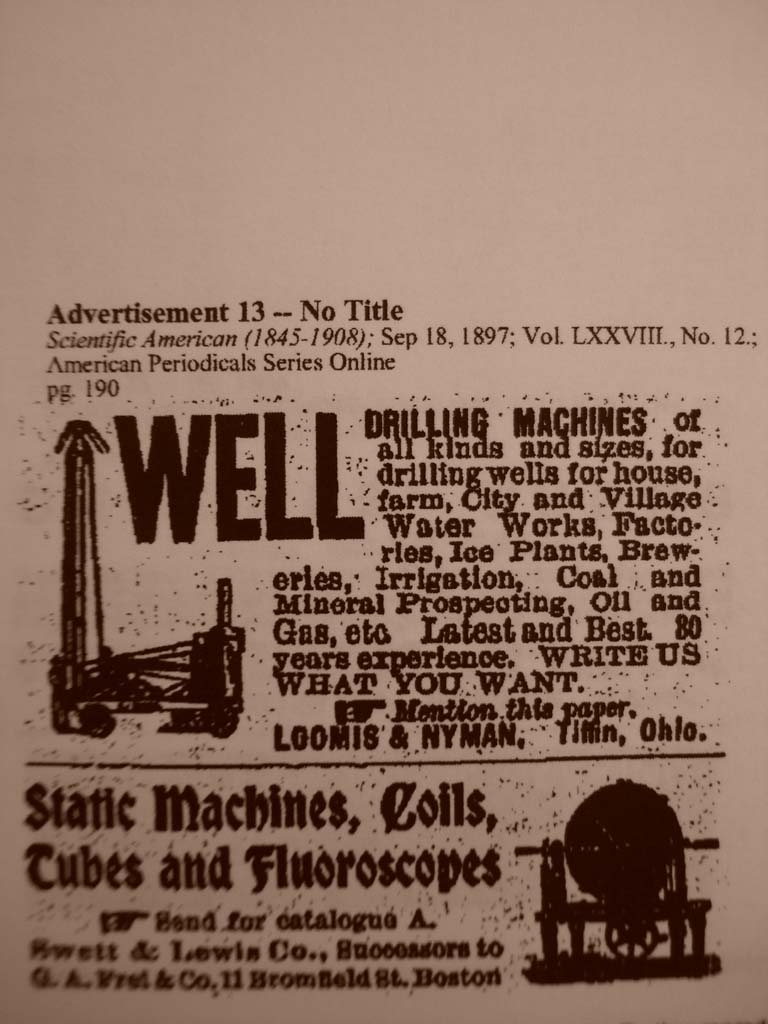 Advertisement 13 -- No Title
Scientific American (1845-1908); Sep 18, 1897; Vol. LXXVIII., No. 12.;
American Periodicals Series Online
pg. 190
WELL DRILLING MACHINES of
all kinds and sizes, for
drilling wells for house,
farm, City and Village
Water Works, Facto-
ries, Ice Plants, Brew-
eries, Irrigation, Coal and
Mineral Prospecting, Oil and
Gas, etc. Latest and Best. 30
years experience. WRITE US
WHAT YOU WANT.
Mention this paper.
LOOMIS & NYMAN, Tiffin, Ohio.
Static Machines, Coils,
Tubes and Fluoroscopes
Send for catalogue A.
Swett & Lewis Co., Successors to
G. A. & Co, 11 Bromfield St. Boston